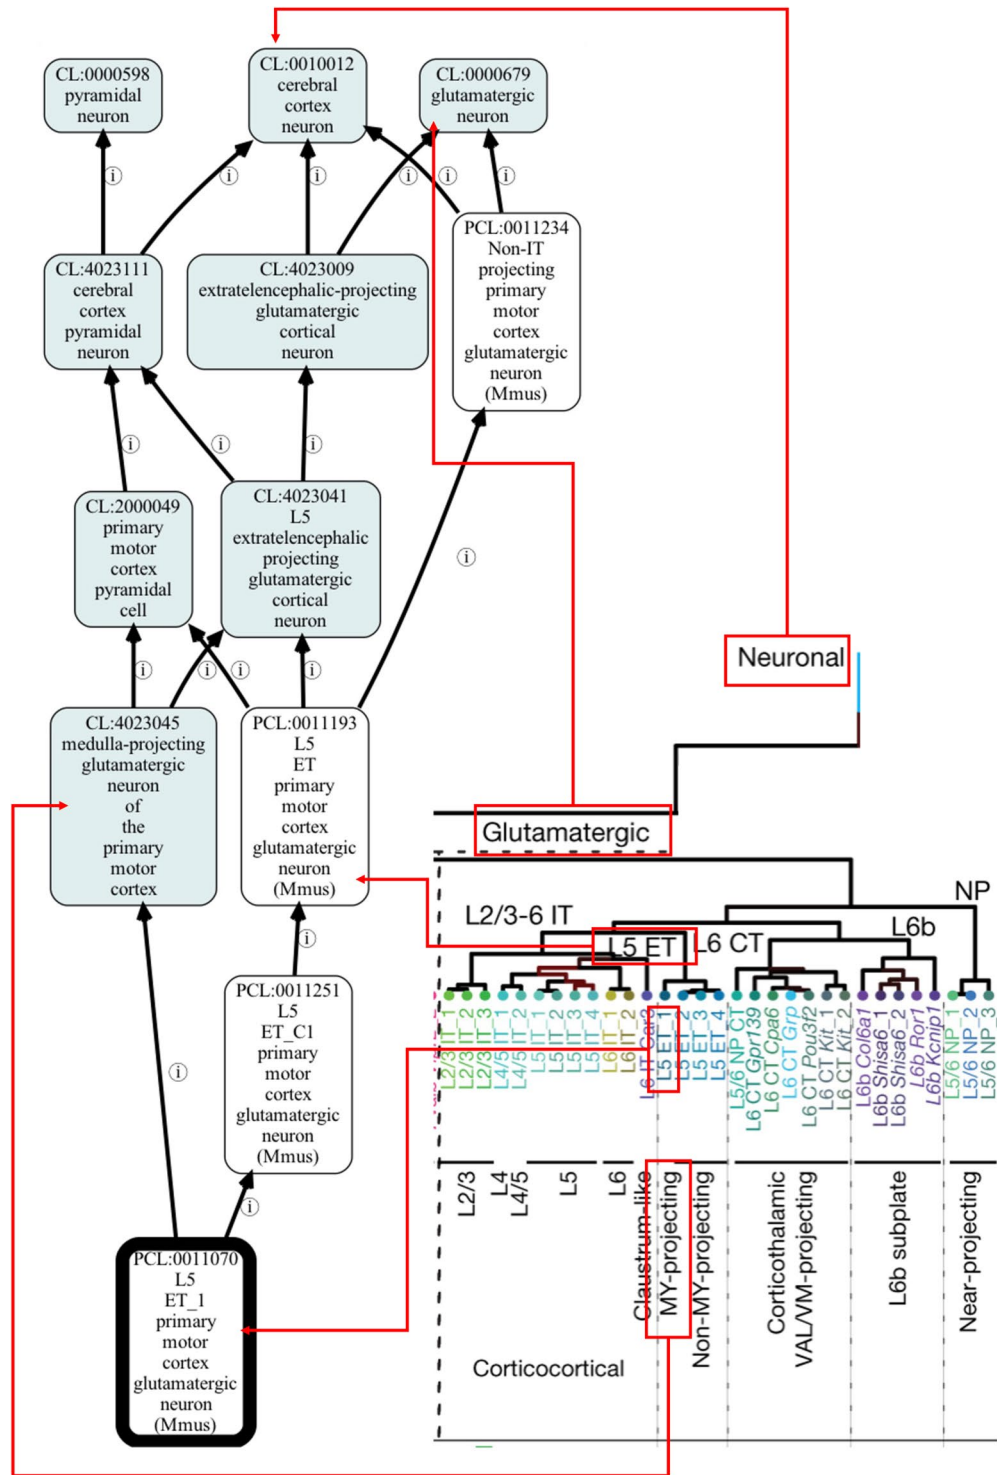 CL:0000598
pyramidal
neuron
CL:0010012
cerebral
cortex
neuron
CL:0000679
glutamatergic
neuron
i
i
i
i
i
i
PCL:0011234
Non-IT
projecting
primary
motor
cortex
glutamatergic
neuron
(Mmus)
CL:4023111
cerebral
cortex
pyramidal
neuron
CL:4023009
extratelencephalic-projecting
glutamatergic
cortical
neuron
i
i
i
CL:2000049
primary
motor
cortex
pyramidal
cell
CL:4023041
L5
extratelencephalic
projecting
glutamatergic
cortical
neuron
i
i
i
i
i
CL:4023045
medulla-projecting
glutamatergic
neuron
of
the
primary
motor
cortex
PCL:0011193
L5
ET
primary
motor
cortex
glutamatergic
neuron
(Mmus)
i
PCL:0011251
L5
ET_C1
primary
motor
cortex
glutamatergic
neuron
(Mmus)
i
i
PCL:0011070
L5
ET_1
primary
motor
cortex
glutamatergic
neuron
(Mmus)
Neuronal
Glutamatergic
L2/3-6 IT
L5 ET
L6 CT
L6b
NP
L2/3 IT_1
L2/3 IT_2
L2/3 IT_3
L4/5 IT_1
L4/5 IT_2
L5 IT_1
L5 IT_2
L5 IT_3
L5 IT_4
L6 IT_1
L6 IT_2
L6 IT Car3
L5 ET_1
L5 ET_2
L5 ET_3
L5 ET_4
L5/6 NP CT
L6 CT Gpr139
L6 CT Cpa6
L6 CT Grp
L6 CT Pou3f2
L6 CT Kit_1
L6 CT Kit_2
L6b Col6a1
L6b Shisa6_1
L6b Shisa6_2
L6b Ror1
L6b Kcnip1
L5/6 NP_1
L5/6 NP_2
L5/6 NP_3
L2/3
L4
L4/5
L5
L6
Claustrum-like
MY-projecting
Non-MY-projecting
Corticothalamic
VAL/VM-projecting
L6b subplate
Near-projecting
Corticocortical